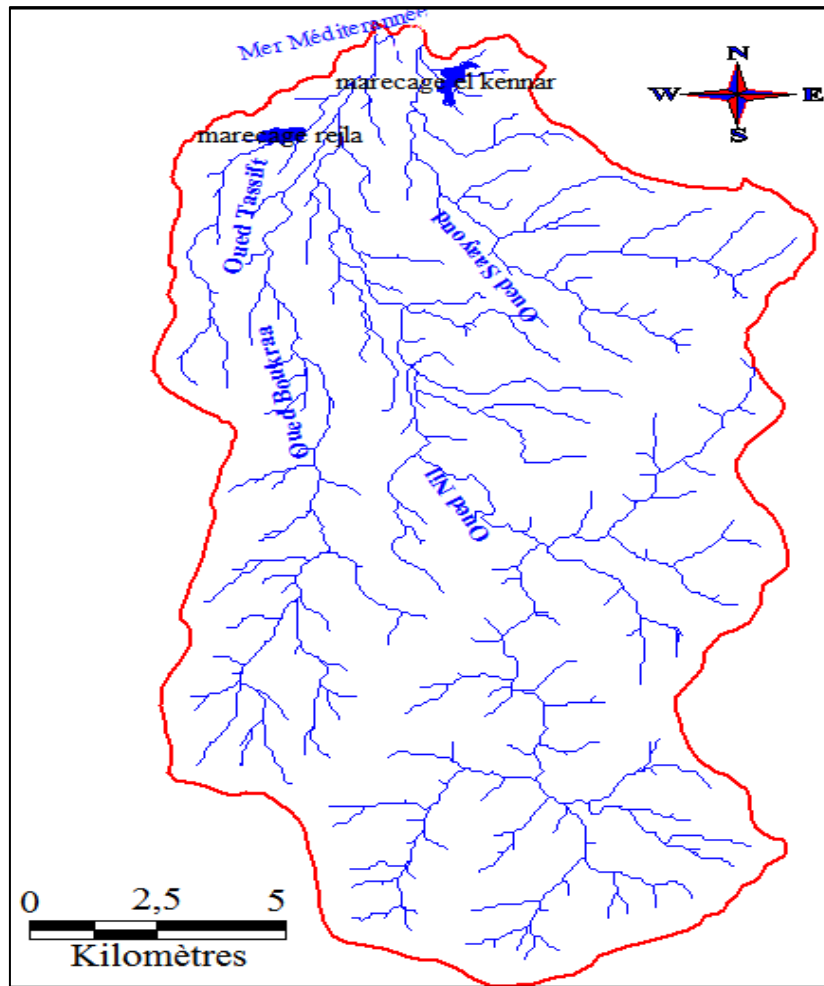 Mer Méditerannée
N
W E
S
marecage el kennar
marecage rejla
Oued Tassift
Oued Saayoud
Oued Boukraa
Oued Nil
0 2,5 5
Kilomètres